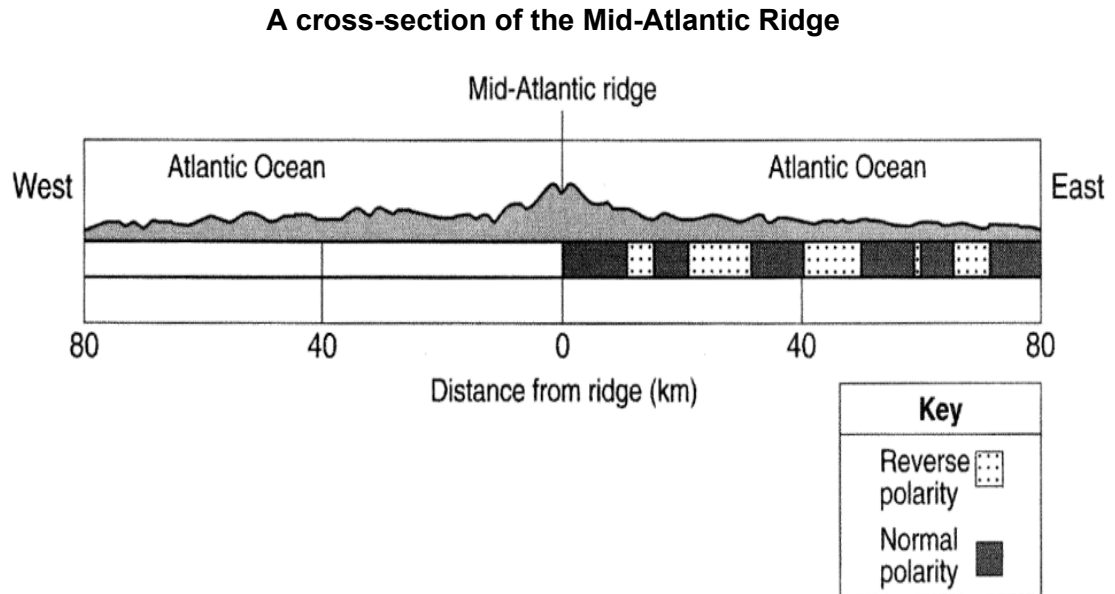 A cross-section of the Mid-Atlantic Ridge
Mid-Atlantic ridge
West
Atlantic Ocean
Atlantic Ocean
East
80
40
0
40
80
Distance from ridge (km)
Key
Reverse
polarity
Normal
polarity